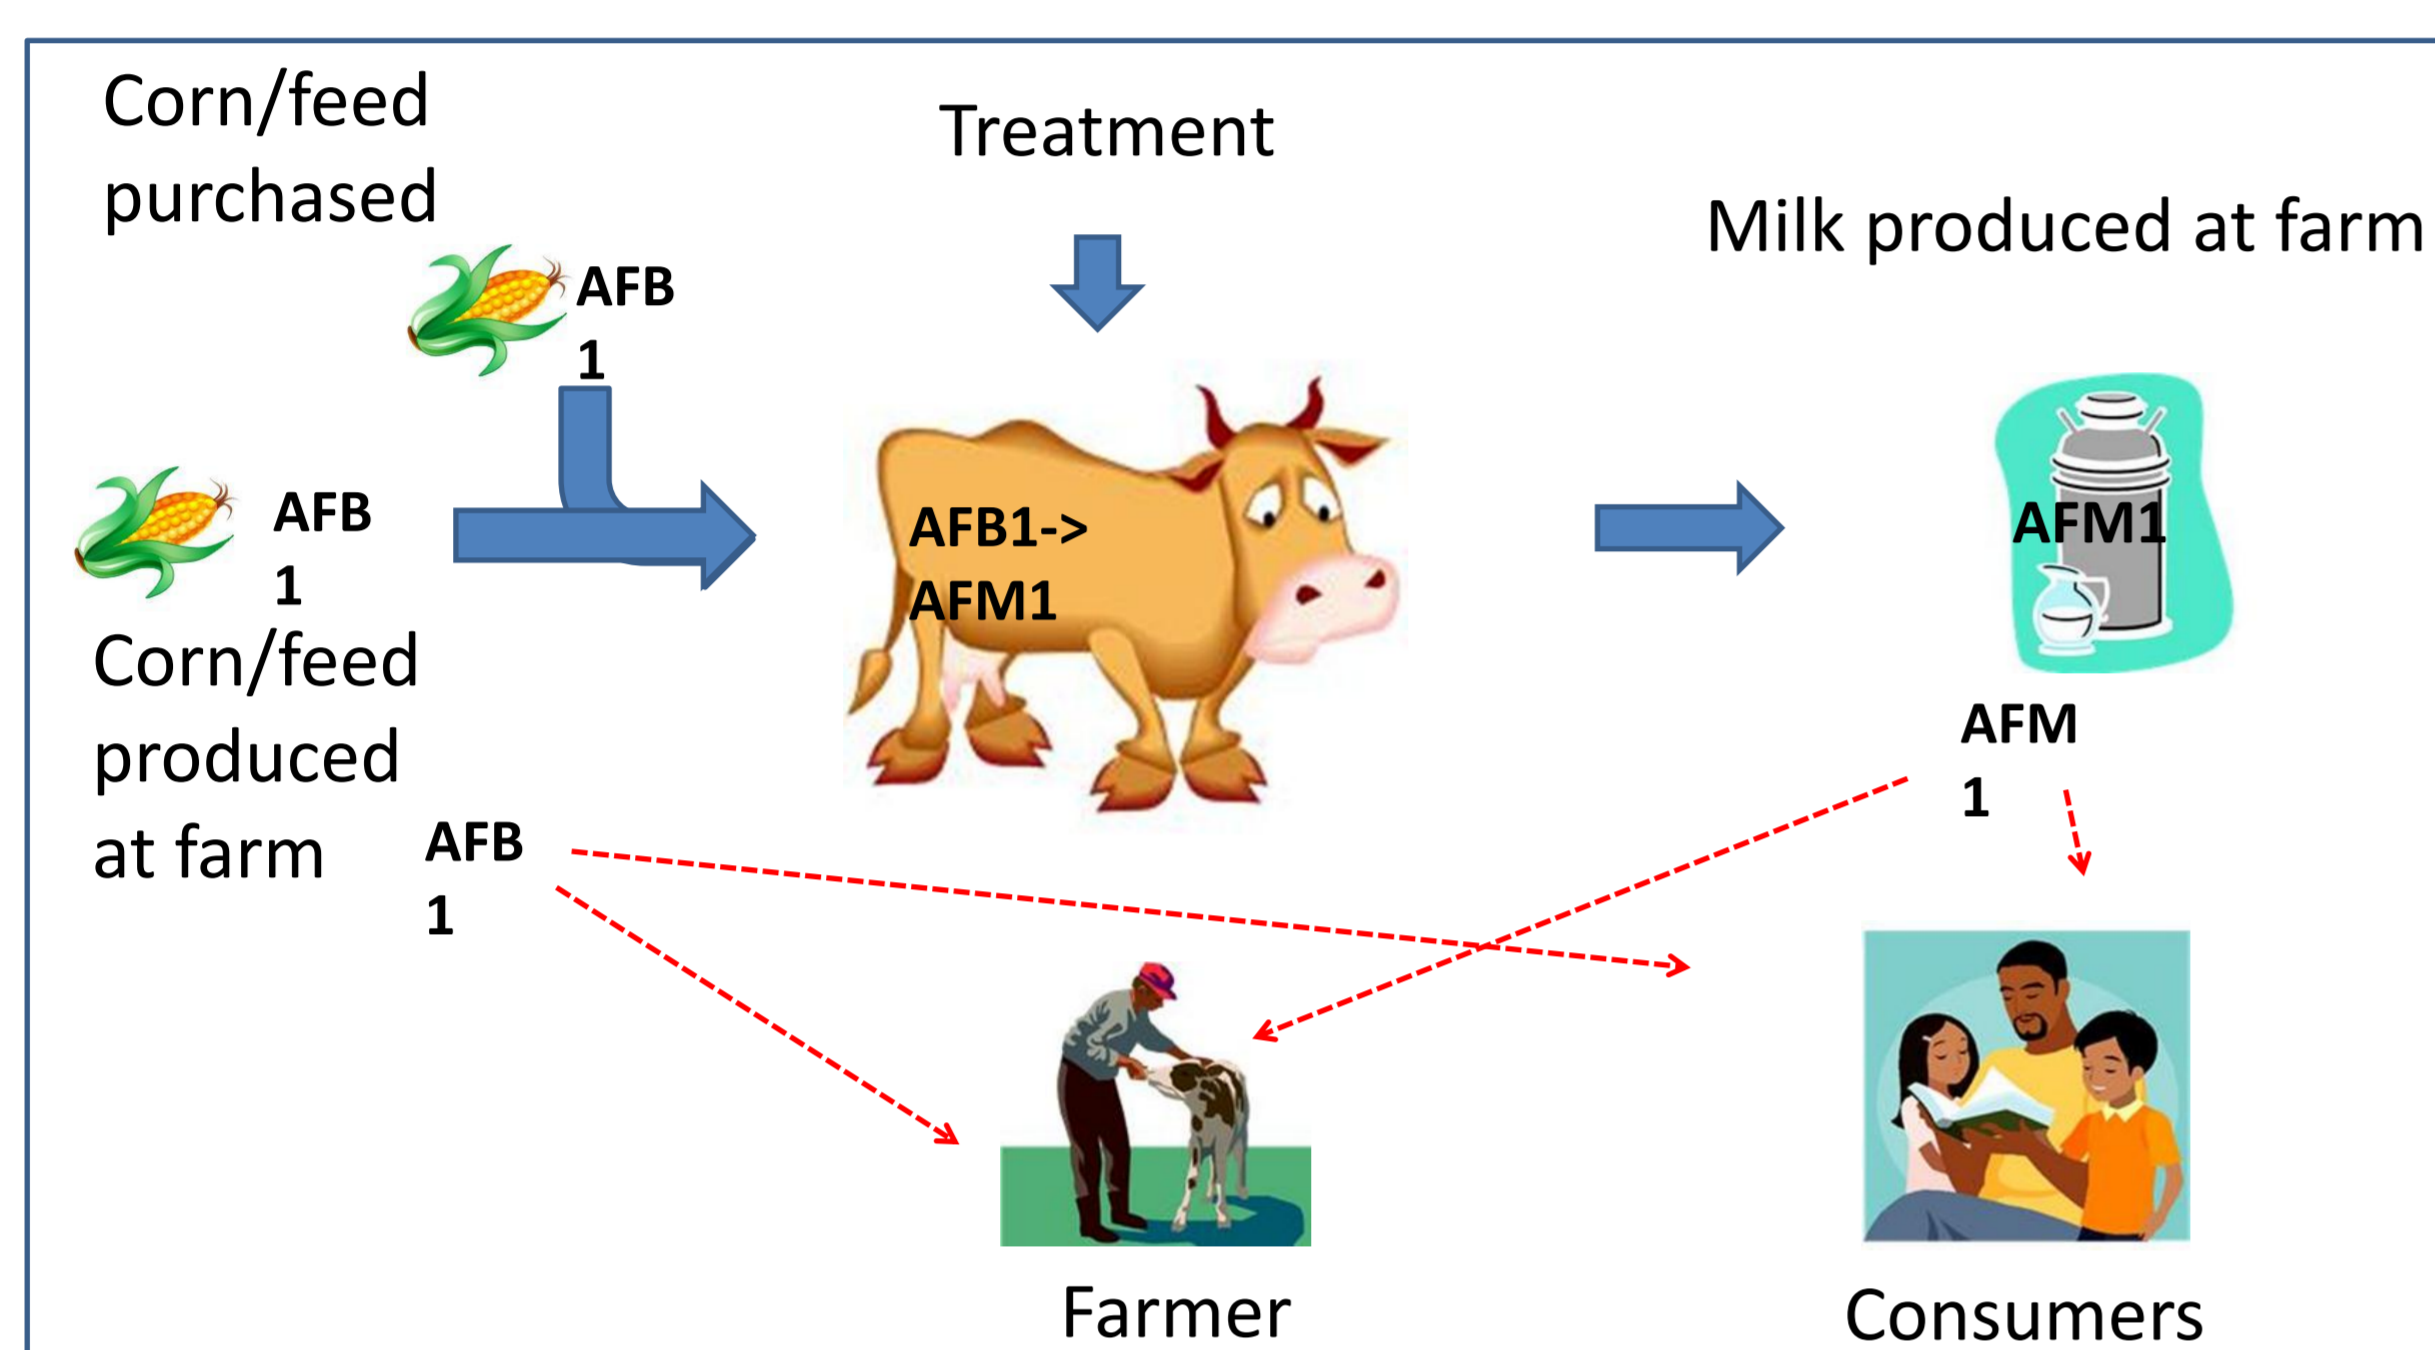 Corn/feed
purchased
AFB
1
Treatment
Milk produced at farm
AFB
1
Corn/feed
produced
at farm
AFB
1
AFB1->
AFM1
AFM1
AFM
1
Farmer
Consumers